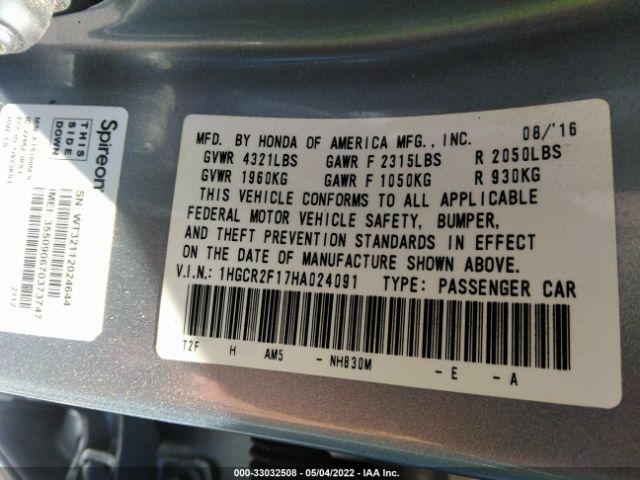 MFD. BY HONDA OF AMERICA MFG., INC. 08/'16
GVWR 4321LBS GAWR F 2315LBS R 2050LBS
GVWR 1960KG GAWR F 1050KG R 930KG
THIS VEHICLE CONFORMS TO ALL APPLICABLE
FEDERAL MOTOR VEHICLE SAFETY, BUMPER,
AND THEFT PREVENTION STANDARDS IN EFFECT
ON THE DATE OF MANUFACTURE SHOWN ABOVE.
V.I.N.: 1HGCR2F17HA024091 TYPE: PASSENGER CAR
T2F H AM5 - NH830M - E - A
Spireon
THIS
SIDE
DOWN
SN: WT32112024644
IMEI: 355090670373747
2112
000-33032508 - 05/04/2022 - IAA Inc.